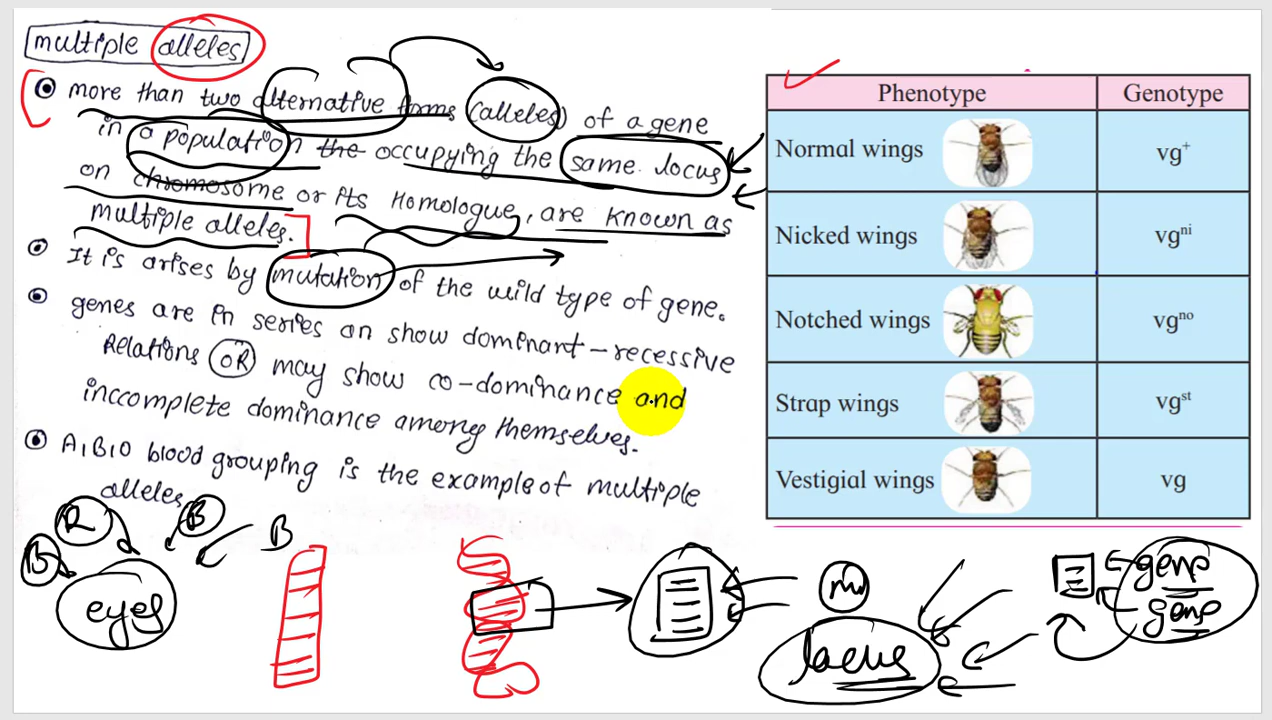 multiple alleles
more than two alternative forms (alleles) of a gene
in a population the occupying the same locus
on chromosome or its Homologue, are known as
multiple alleles.
It is arises by mutation of the wild type of gene.
genes are in series an show dominant-recessive
Relations OR may show co-dominance and
inccomplete dominance among themselves.
A,B,O blood grouping is the example of multiple
alleles
Phenotype Genotype
Normal wings vg+
Nicked wings vgni
Notched wings vgno
Strap wings vgst
Vestigial wings vg
R B B
B
eyes
locus
gene
gene